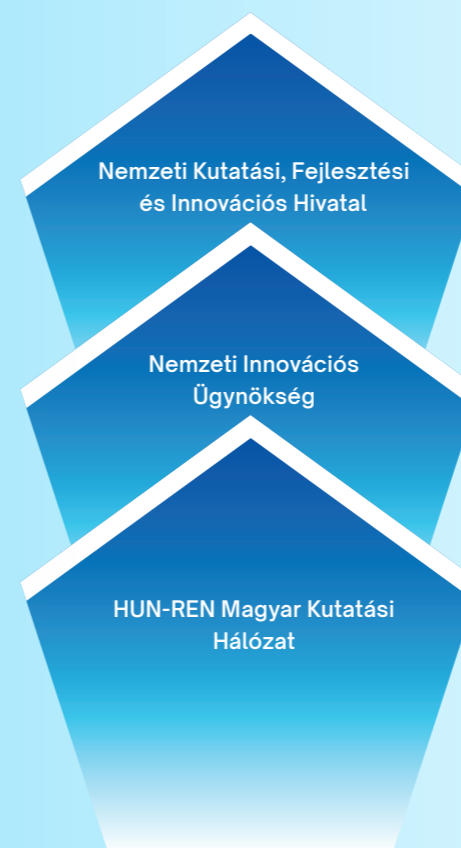 Nemzeti Kutatási, Fejlesztési
és Innovációs Hivatal
Nemzeti Innovációs
Ügynökség
HUN-REN Magyar Kutatási
Hálózat